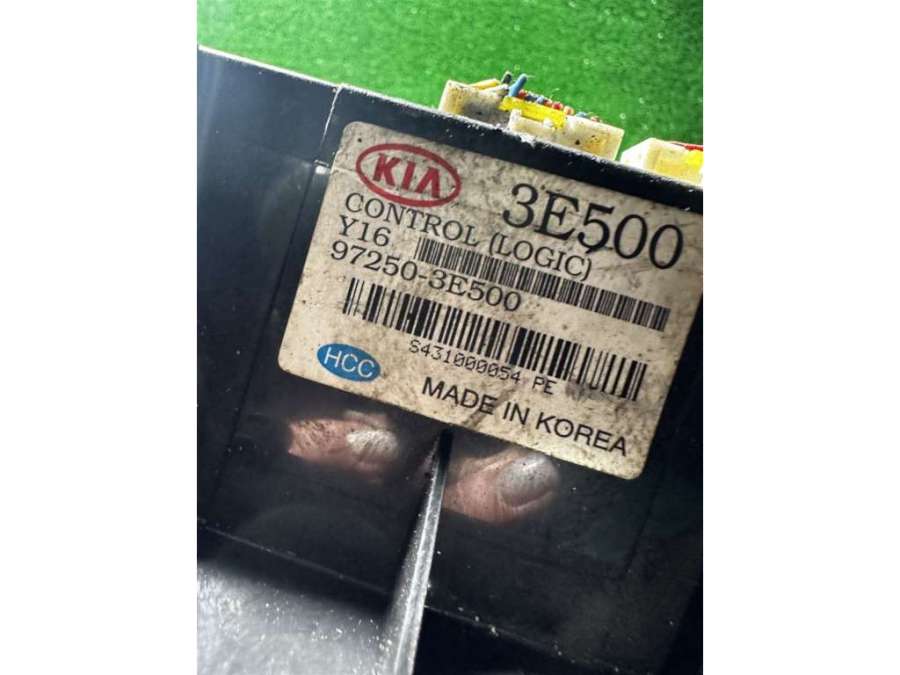 KIA
3E500
CONTROL (LOGIC)
Y16
97250-3E500
S431000054 PE
HCC
MADE IN KOREA